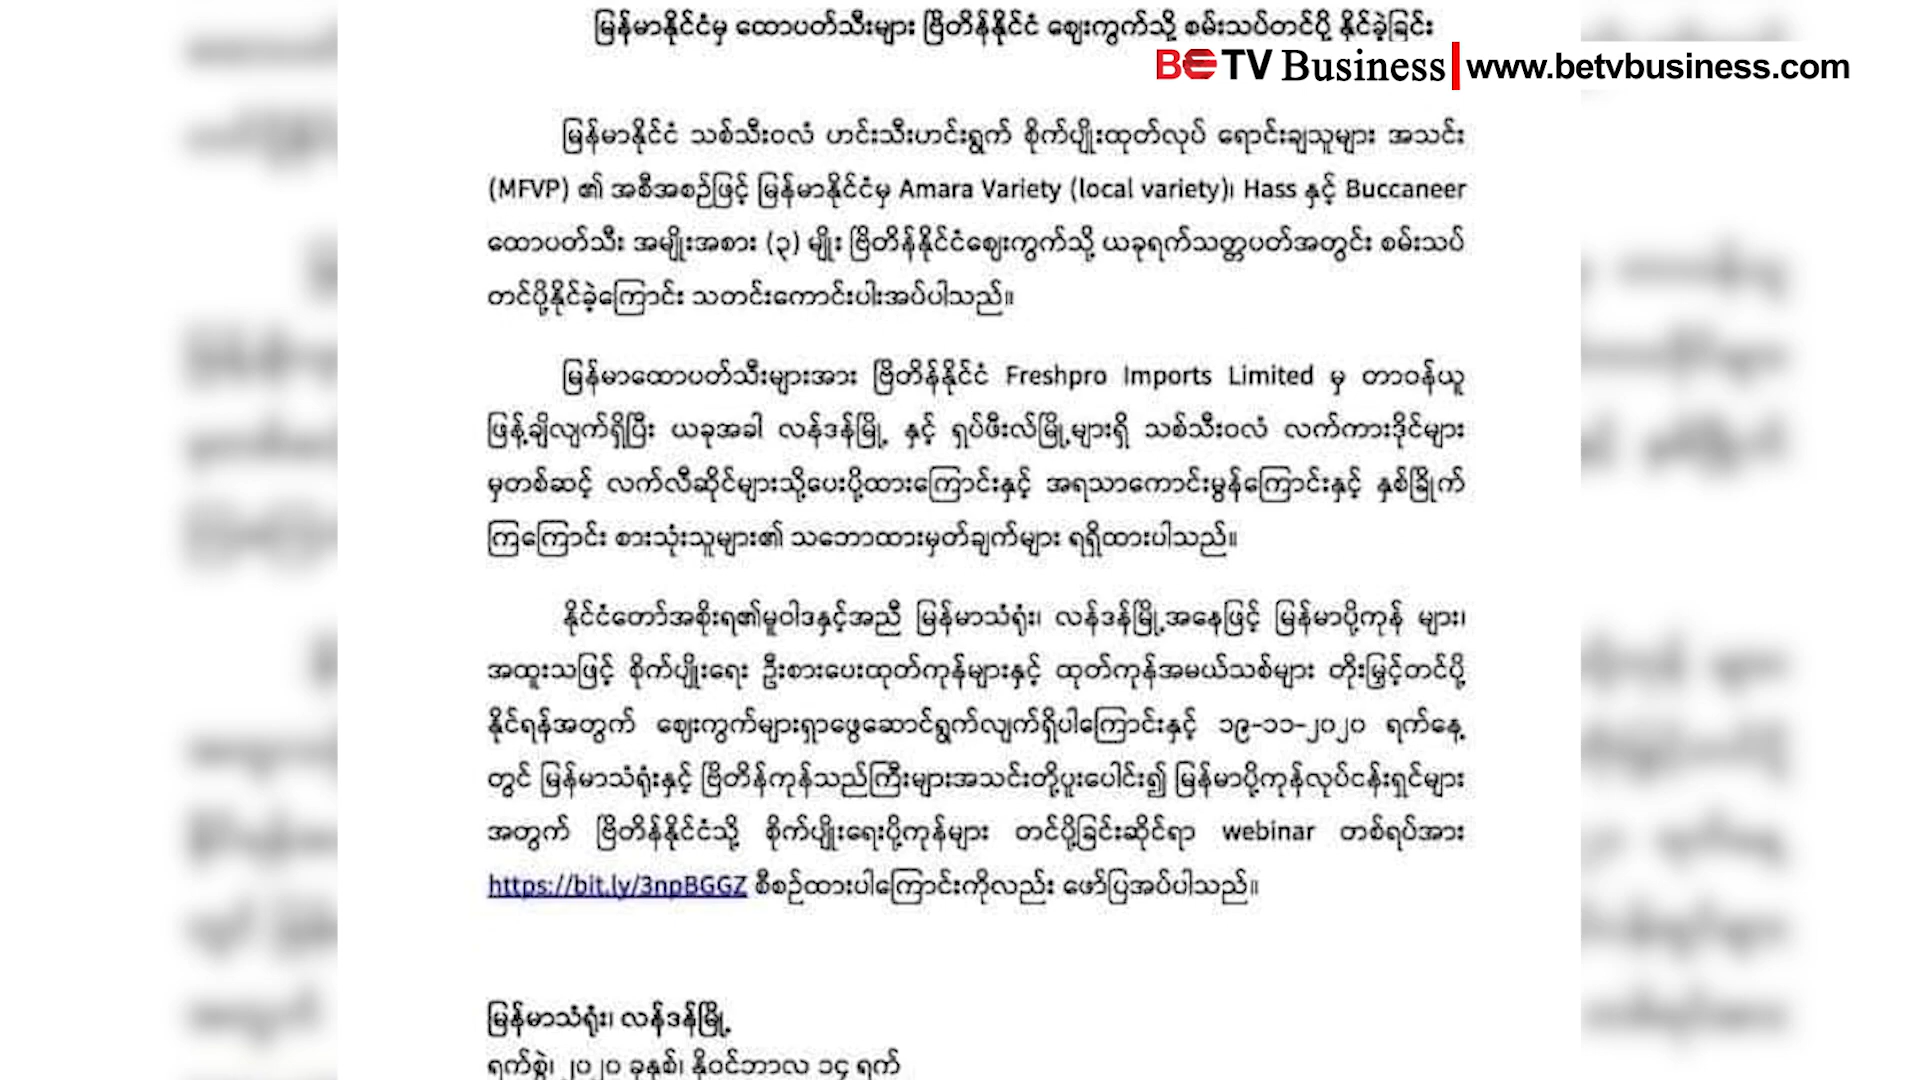 မြန်မာနိုင်ငံမှ ထောပတ်သီးများ ဗြိတိန်နိုင်ငံ ဈေးကွက်သို့ စမ်းသပ်တင်ပို့ နိုင်ခဲ့ခြင်း
BETV Business www.betvbusiness.com
မြန်မာနိုင်ငံ သစ်သီးဝလံ ဟင်းသီးဟင်းရွက် စိုက်ပျိုးထုတ်လုပ် ရောင်းချသူများ အသင်း
(MFVP) ၏ အစီအစဉ်ဖြင့် မြန်မာနိုင်ငံမှ Amara Variety (local variety)၊ Hass နှင့် Buccaneer
ထောပတ်သီး အမျိုးအစား (၃) မျိုး ဗြိတိန်နိုင်ငံဈေးကွက်သို့ ယခုရက်သတ္တပတ်အတွင်း စမ်းသပ်
တင်ပို့နိုင်ခဲ့ကြောင်း သတင်းကောင်းပါးအပ်ပါသည်။
မြန်မာထောပတ်သီးများအား ဗြိတိန်နိုင်ငံ Freshpro Imports Limited မှ တာဝန်ယူ
ဖြန့်ချိလျက်ရှိပြီး ယခုအခါ လန်ဒန်မြို့ နှင့် ရှပ်ဖီးလ်မြို့များရှိ သစ်သီးဝလံ လက်ကားဒိုင်များ
မှတစ်ဆင့် လက်လီဆိုင်များသို့ပေးပို့ထားကြောင်းနှင့် အရသာကောင်းမွန်ကြောင်းနှင့် နှစ်ခြိုက်
ကြကြောင်း စားသုံးသူများ၏ သဘောထားမှတ်ချက်များ ရရှိထားပါသည်။
နိုင်ငံတော်အစိုးရ၏မူဝါဒနှင့်အညီ မြန်မာသံရုံး၊ လန်ဒန်မြို့အနေဖြင့် မြန်မာပို့ကုန် များ၊
အထူးသဖြင့် စိုက်ပျိုးရေး ဦးစားပေးထုတ်ကုန်များနှင့် ထုတ်ကုန်အမယ်သစ်များ တိုးမြှင့်တင်ပို့
နိုင်ရန်အတွက် ဈေးကွက်များရှာဖွေဆောင်ရွက်လျက်ရှိပါကြောင်းနှင့် ၁၉-၁၁-၂၀၂၀ ရက်နေ့
တွင် မြန်မာသံရုံးနှင့် ဗြိတိန်ကုန်သည်ကြီးများအသင်းတို့ပူးပေါင်း၍ မြန်မာပို့ကုန်လုပ်ငန်းရှင်များ
အတွက် ဗြိတိန်နိုင်ငံသို့ စိုက်ပျိုးရေးပို့ကုန်များ တင်ပို့ခြင်းဆိုင်ရာ webinar တစ်ရပ်အား
https://bit.ly/3npBGGZ စီစဉ်ထားပါကြောင်းကိုလည်း ဖော်ပြအပ်ပါသည်။
မြန်မာသံရုံး၊ လန်ဒန်မြို့
ရက်စွဲ၊ ၂၀၂၀ ခုနှစ်၊ နိုဝင်ဘာလ ၁၄ ရက်